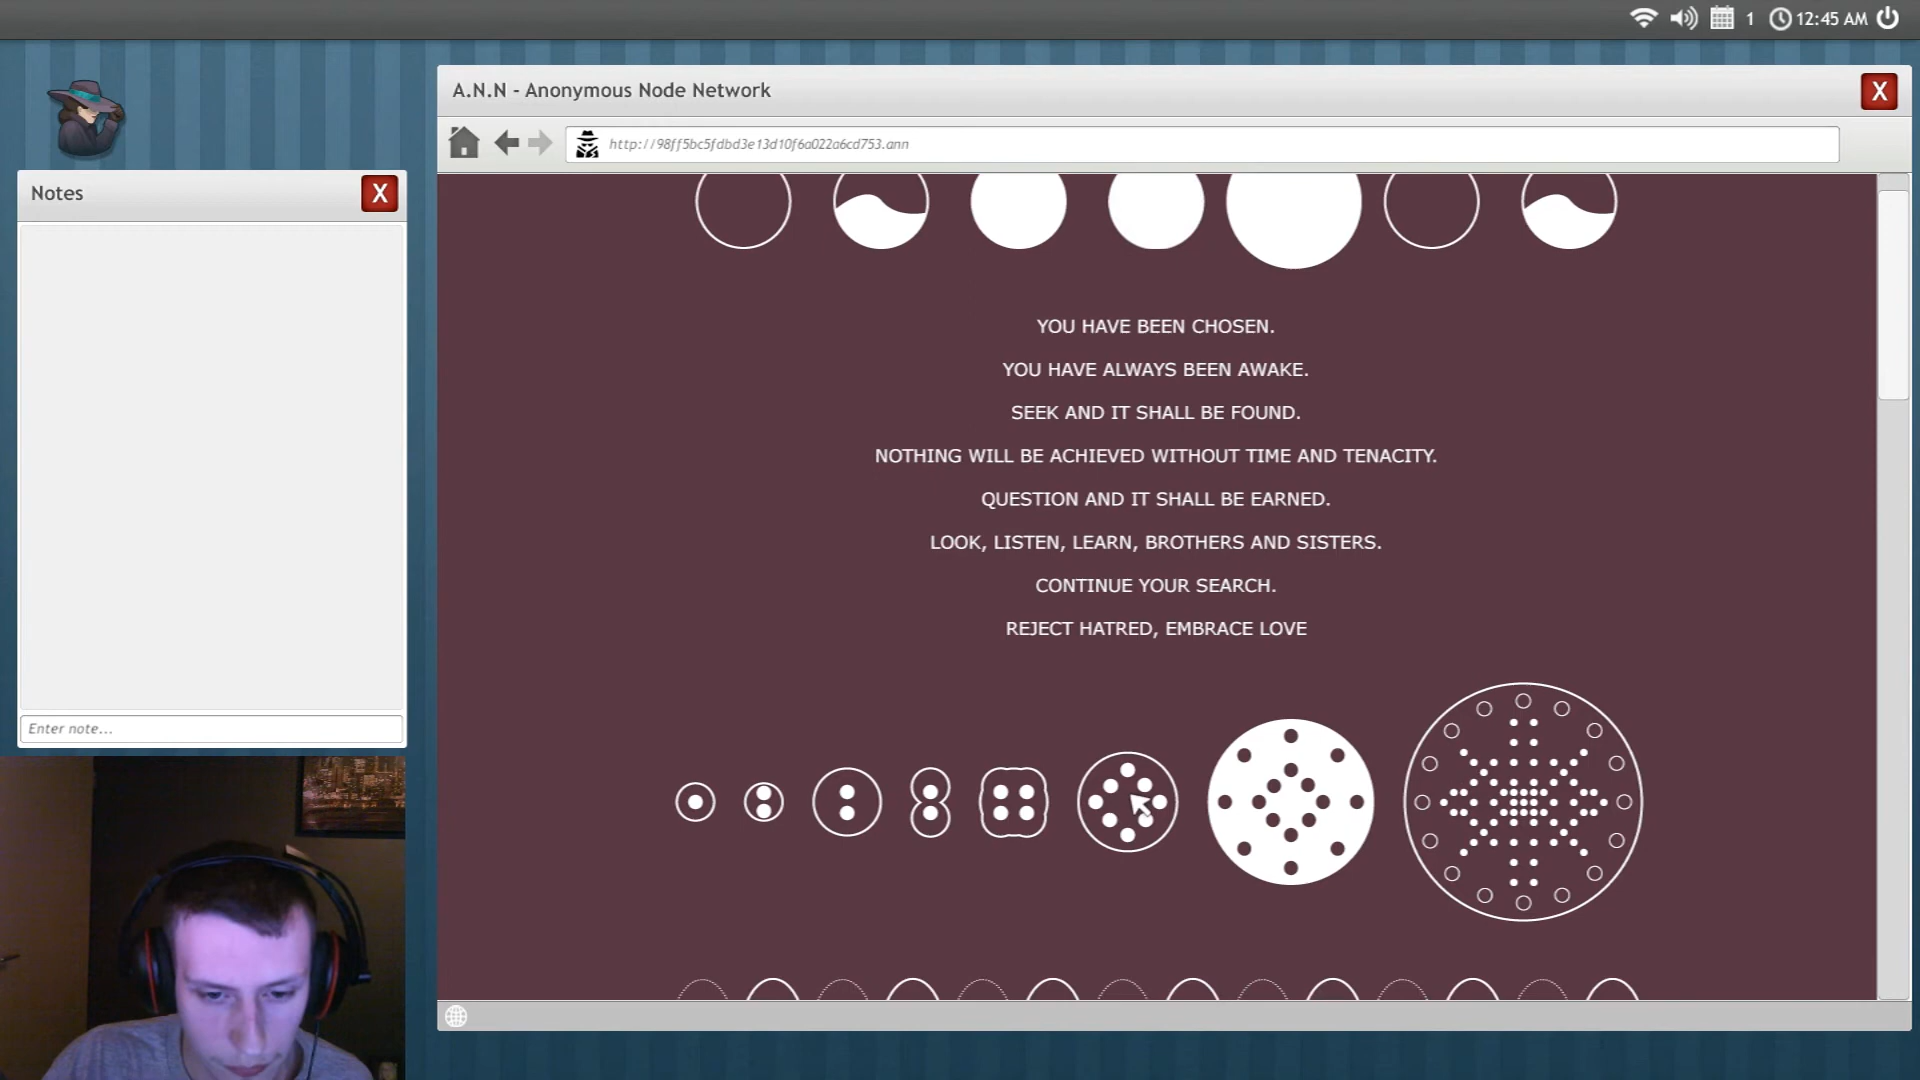 1
12:45 AM
A.N.N - Anonymous Node Network
X
http://98ff5bc5fdbd3e13d10f6a022a6cd753.ann
Notes
X
YOU HAVE BEEN CHOSEN.
YOU HAVE ALWAYS BEEN AWAKE.
SEEK AND IT SHALL BE FOUND.
NOTHING WILL BE ACHIEVED WITHOUT TIME AND TENACITY.
QUESTION AND IT SHALL BE EARNED.
LOOK, LISTEN, LEARN, BROTHERS AND SISTERS.
CONTINUE YOUR SEARCH.
REJECT HATRED, EMBRACE LOVE
Enter note...